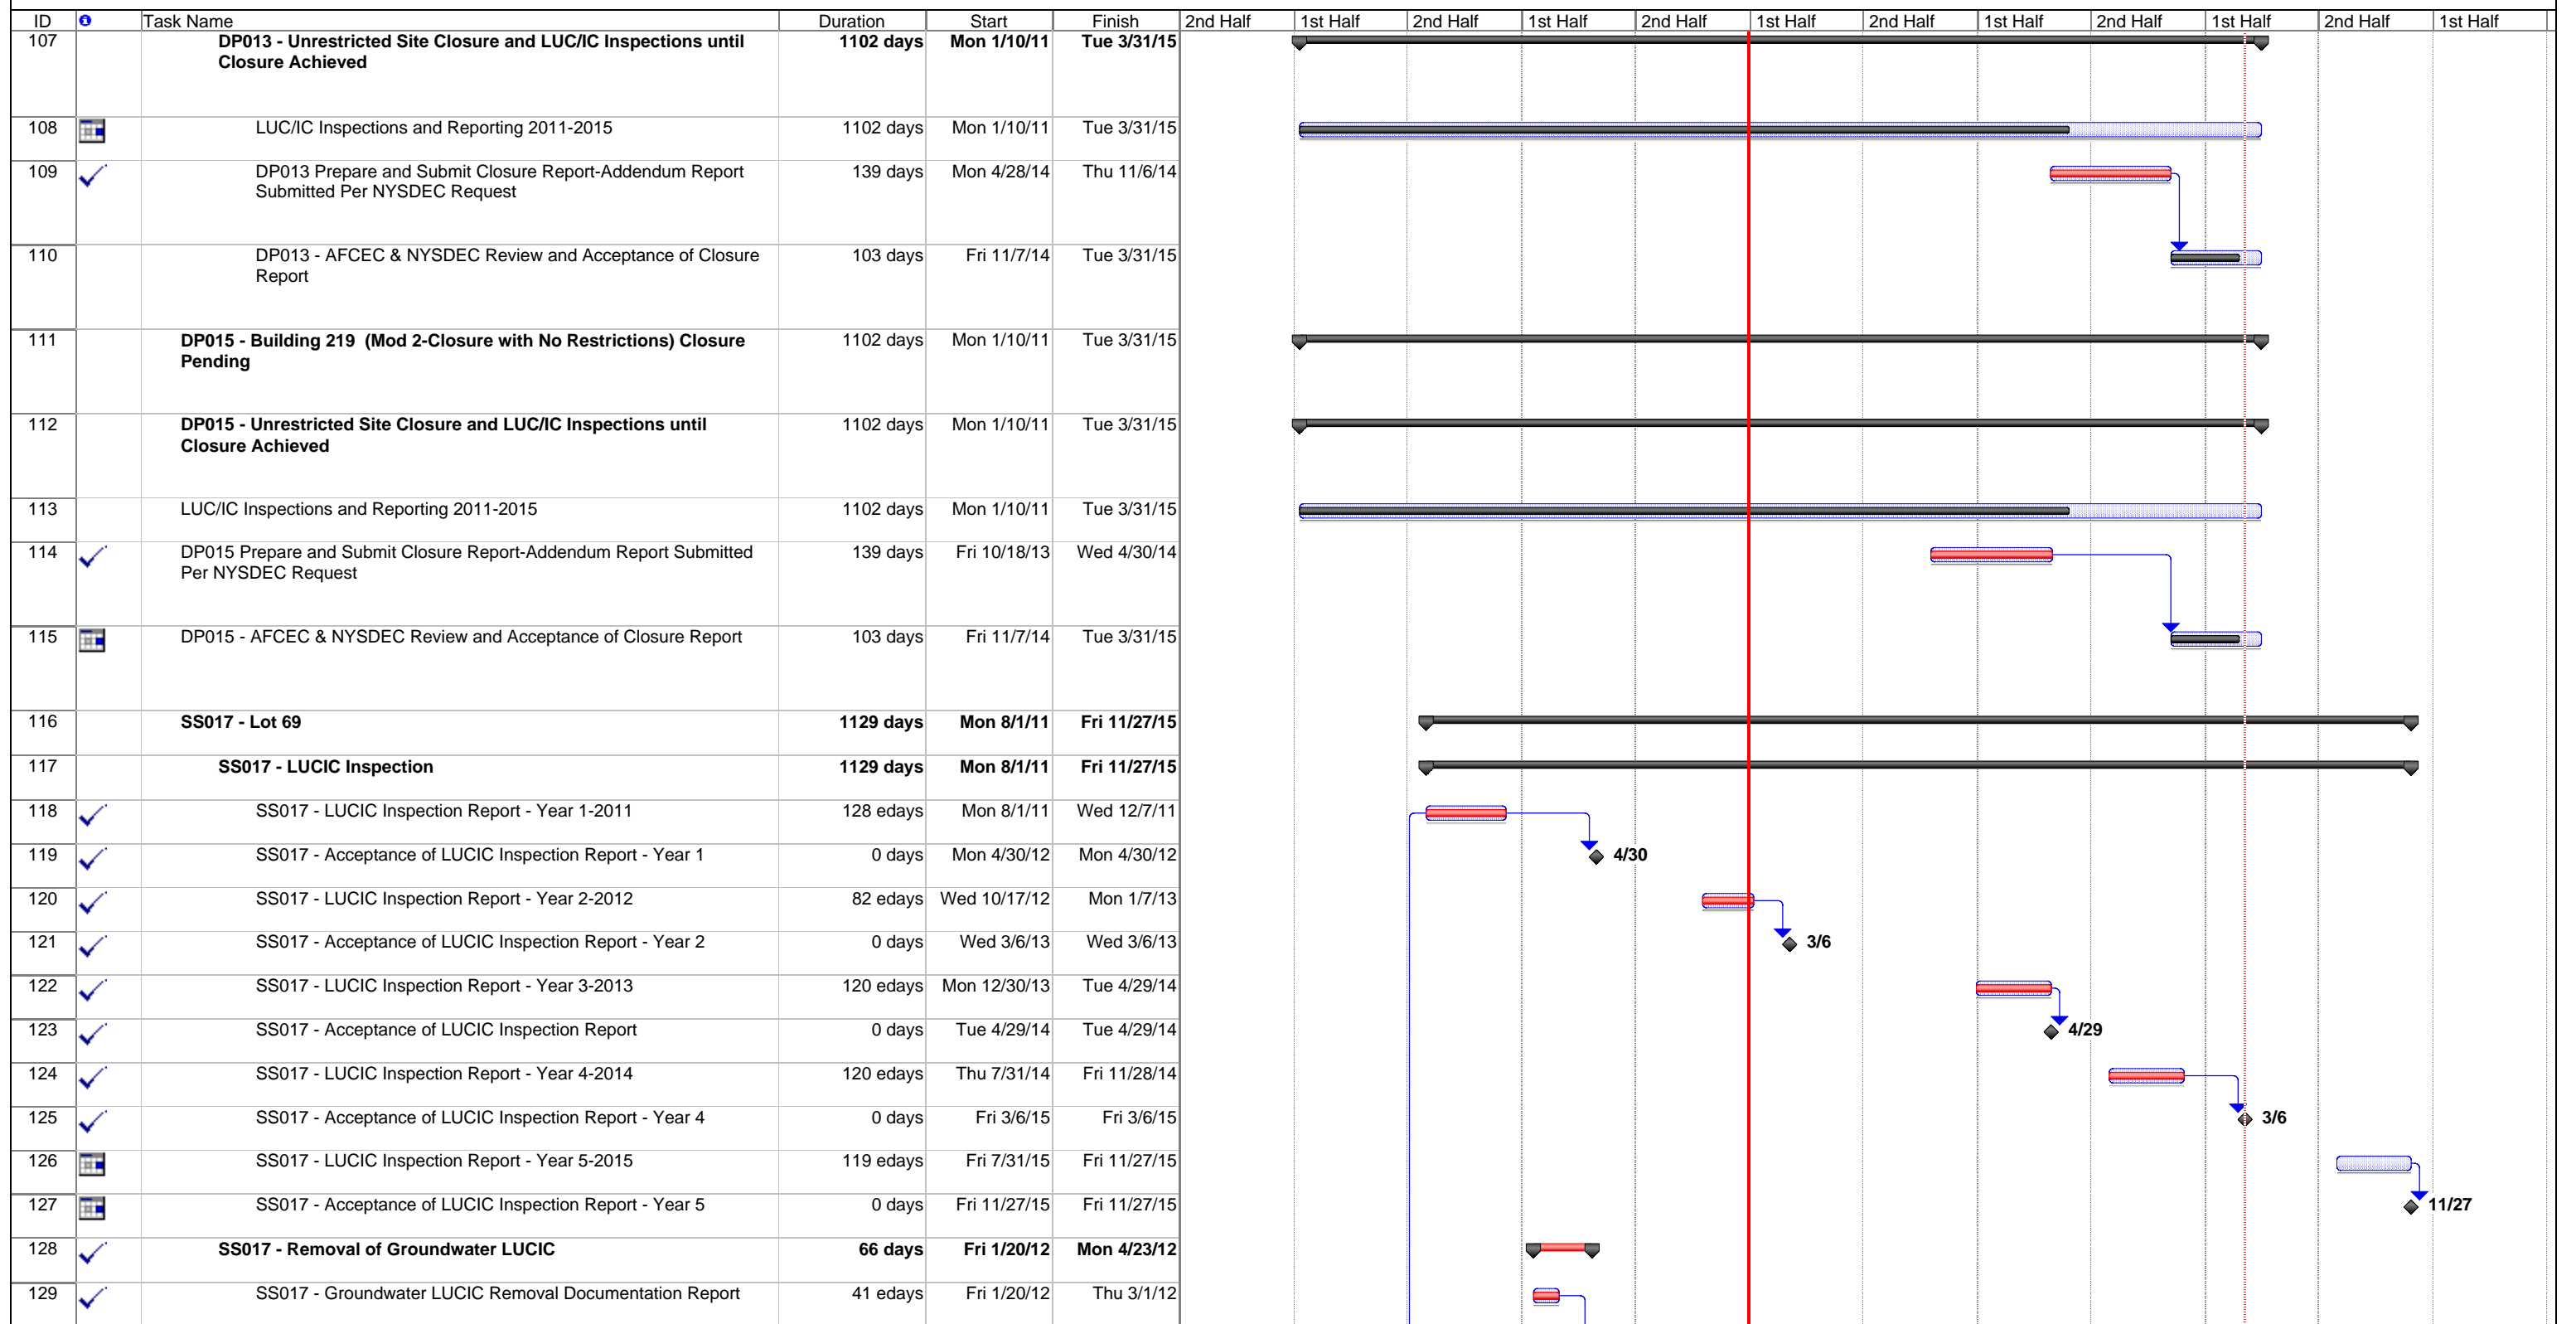 ID Task Name Duration Start Finish 2nd Half 1st Half 2nd Half 1st Half 2nd Half 1st Half 2nd Half 1st Half 2nd Half 1st Half 2nd Half 1st Half
107 DP013 - Unrestricted Site Closure and LUC/IC Inspections until 1102 days Mon 1/10/11 Tue 3/31/15
Closure Achieved
108 LUC/IC Inspections and Reporting 2011-2015 1102 days Mon 1/10/11 Tue 3/31/15
109 DP013 Prepare and Submit Closure Report-Addendum Report 139 days Mon 4/28/14 Thu 11/6/14
Submitted Per NYSDEC Request
110 DP013 - AFCEC & NYSDEC Review and Acceptance of Closure 103 days Fri 11/7/14 Tue 3/31/15
Report
111 DP015 - Building 219 (Mod 2-Closure with No Restrictions) Closure 1102 days Mon 1/10/11 Tue 3/31/15
Pending
112 DP015 - Unrestricted Site Closure and LUC/IC Inspections until 1102 days Mon 1/10/11 Tue 3/31/15
Closure Achieved
113 LUC/IC Inspections and Reporting 2011-2015 1102 days Mon 1/10/11 Tue 3/31/15
114 DP015 Prepare and Submit Closure Report-Addendum Report Submitted 139 days Fri 10/18/13 Wed 4/30/14
Per NYSDEC Request
115 DP015 - AFCEC & NYSDEC Review and Acceptance of Closure Report 103 days Fri 11/7/14 Tue 3/31/15
116 SS017 - Lot 69 1129 days Mon 8/1/11 Fri 11/27/15
117 SS017 - LUCIC Inspection 1129 days Mon 8/1/11 Fri 11/27/15
118 SS017 - LUCIC Inspection Report - Year 1-2011 128 edays Mon 8/1/11 Wed 12/7/11
119 SS017 - Acceptance of LUCIC Inspection Report - Year 1 0 days Mon 4/30/12 Mon 4/30/12 4/30
120 SS017 - LUCIC Inspection Report - Year 2-2012 82 edays Wed 10/17/12 Mon 1/7/13
121 SS017 - Acceptance of LUCIC Inspection Report - Year 2 0 days Wed 3/6/13 Wed 3/6/13 3/6
122 SS017 - LUCIC Inspection Report - Year 3-2013 120 edays Mon 12/30/13 Tue 4/29/14
123 SS017 - Acceptance of LUCIC Inspection Report 0 days Tue 4/29/14 Tue 4/29/14 4/29
124 SS017 - LUCIC Inspection Report - Year 4-2014 120 edays Thu 7/31/14 Fri 11/28/14
125 SS017 - Acceptance of LUCIC Inspection Report - Year 4 0 days Fri 3/6/15 Fri 3/6/15 3/6
126 SS017 - LUCIC Inspection Report - Year 5-2015 119 edays Fri 7/31/15 Fri 11/27/15
127 SS017 - Acceptance of LUCIC Inspection Report - Year 5 0 days Fri 11/27/15 Fri 11/27/15 11/27
128 SS017 - Removal of Groundwater LUCIC 66 days Fri 1/20/12 Mon 4/23/12
129 SS017 - Groundwater LUCIC Removal Documentation Report 41 edays Fri 1/20/12 Thu 3/1/12